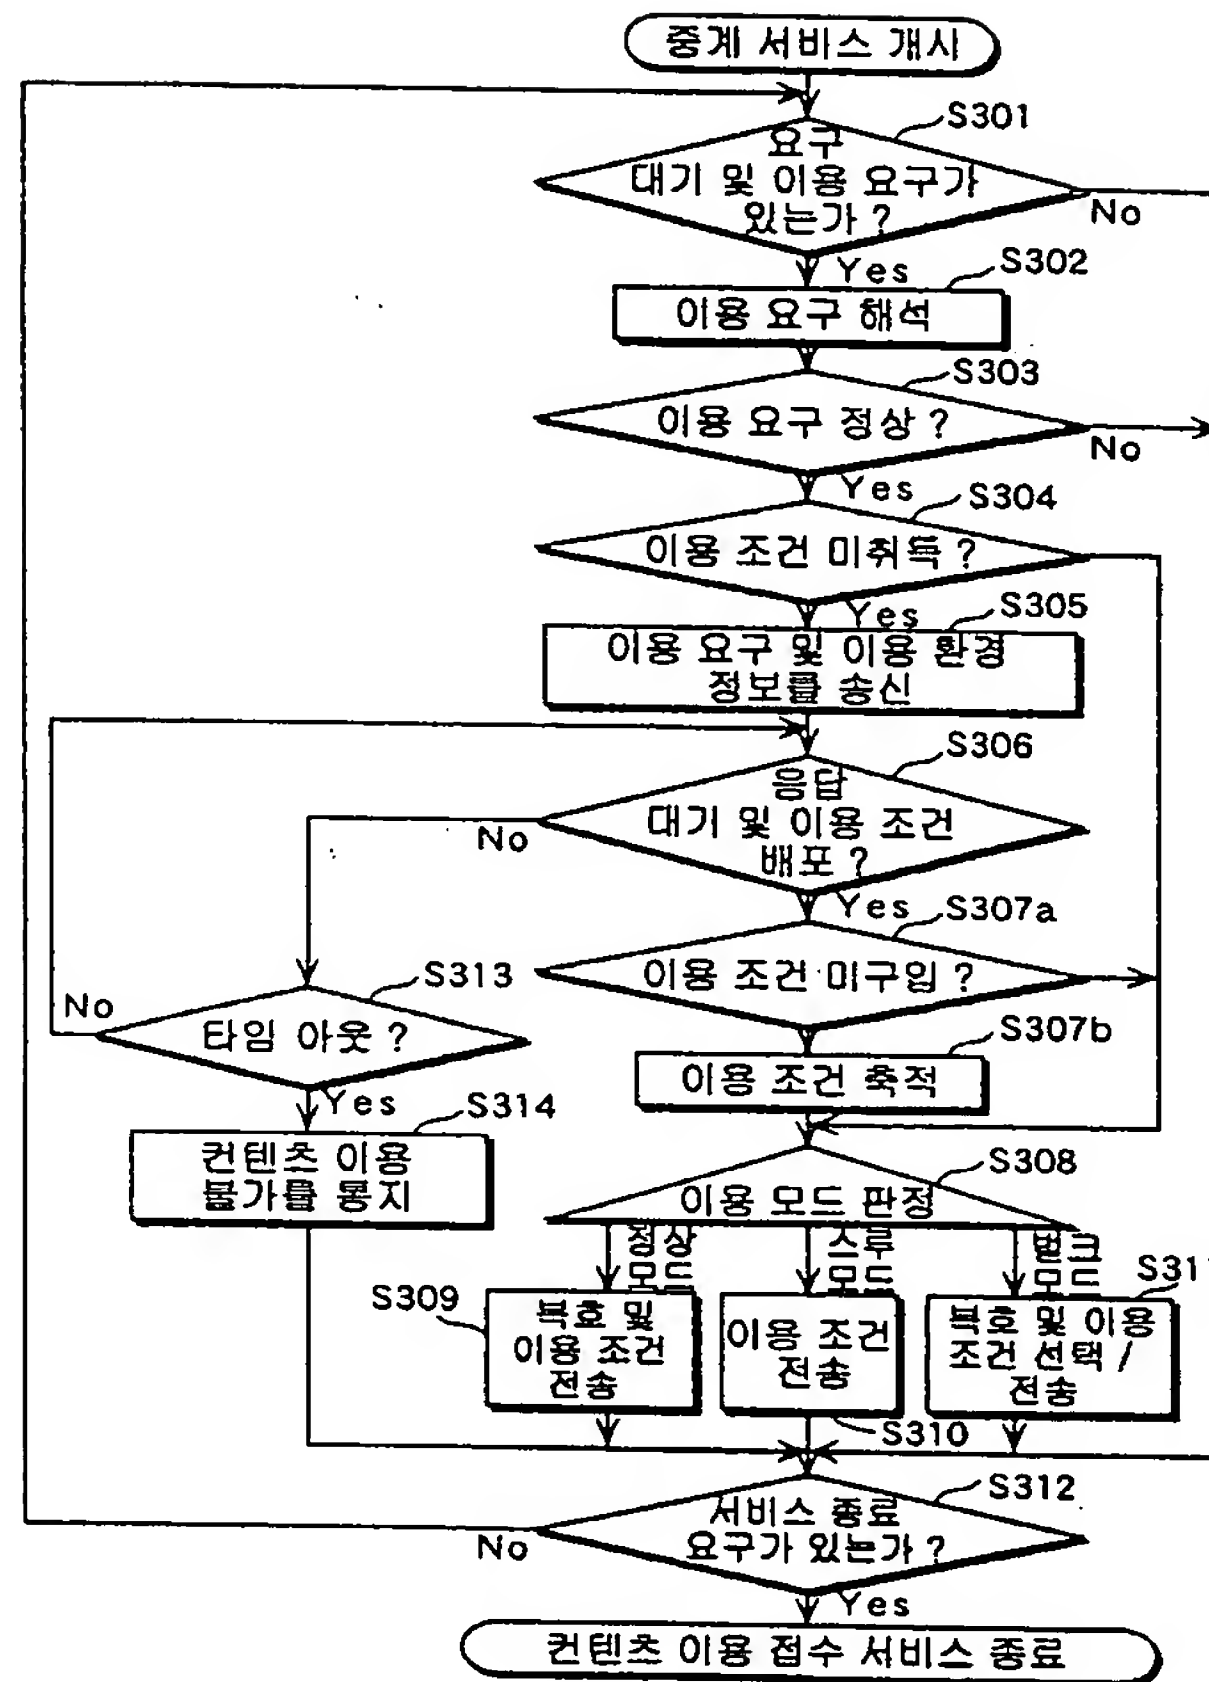 중계 서비스 개시
S301
요구
대기 및 이용 요구가
있는가 ?
No
Yes
S302
이용 요구 해석
S303
이용 요구 정상 ?
No
Yes
S304
이용 조건 미취득 ?
Yes
S305
이용 요구 및 이용 환경
정보를 송신
S306
응답
대기 및 이용 조건
배포 ?
No
Yes
S307a
이용 조건 미구입 ?
S313
타임 아웃 ?
No
Yes
S307b
이용 조건 축적
S314
컨텐츠 이용
불가를 통지
S308
이용 모드 판정
정상
모드
스루
모드
벌크
모드
S309
복호 및
이용 조건
전송
이용 조건
전송
S310
S311
복호 및 이용
조건 선택 /
전송
S312
서비스 종료
요구가 있는가 ?
No
Yes
컨텐츠 이용 접수 서비스 종료